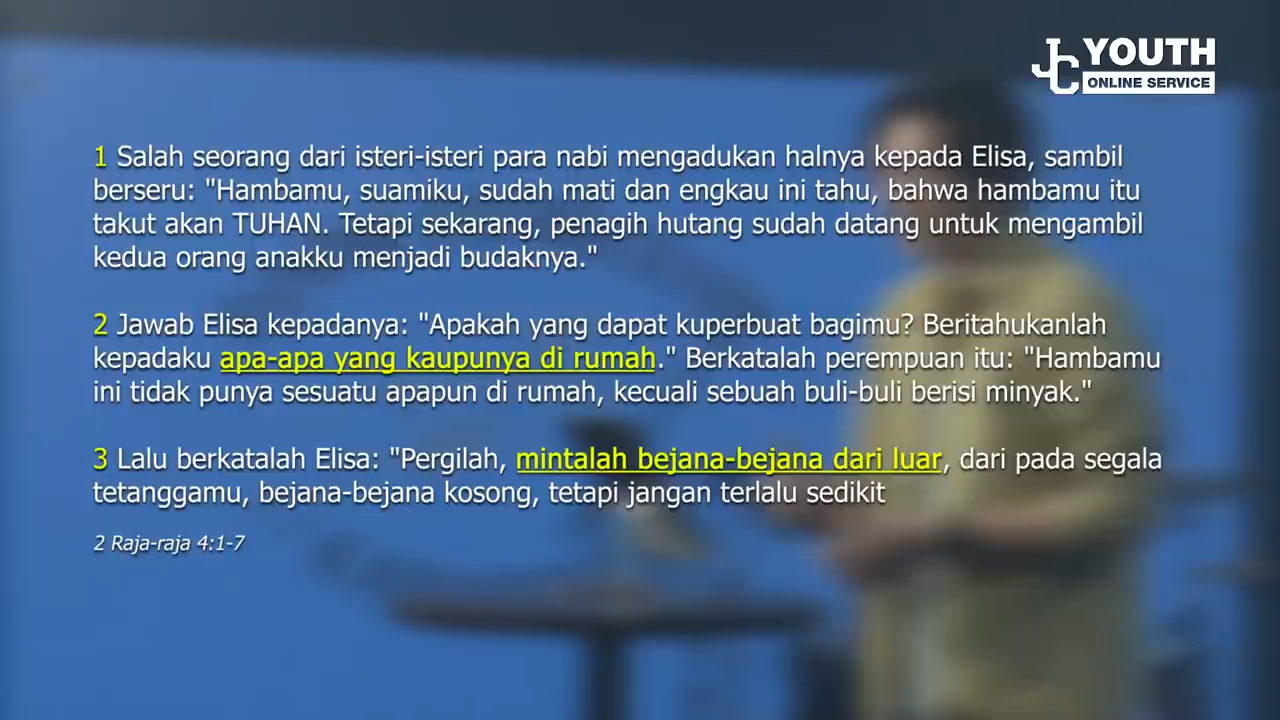 JC YOUTH
ONLINE SERVICE
1 Salah seorang dari isteri-isteri para nabi mengadukan halnya kepada Elisa, sambil
berseru: "Hambamu, suamiku, sudah mati dan engkau ini tahu, bahwa hambamu itu
takut akan TUHAN. Tetapi sekarang, penagih hutang sudah datang untuk mengambil
kedua orang anakku menjadi budaknya."
2 Jawab Elisa kepadanya: "Apakah yang dapat kuperbuat bagimu? Beritahukanlah
kepadaku apa-apa yang kaupunya di rumah." Berkatalah perempuan itu: "Hambamu
ini tidak punya sesuatu apapun di rumah, kecuali sebuah buli-buli berisi minyak."
3 Lalu berkatalah Elisa: "Pergilah, mintalah bejana-bejana dari luar, dari pada segala
tetanggamu, bejana-bejana kosong, tetapi jangan terlalu sedikit
2 Raja-raja 4:1-7